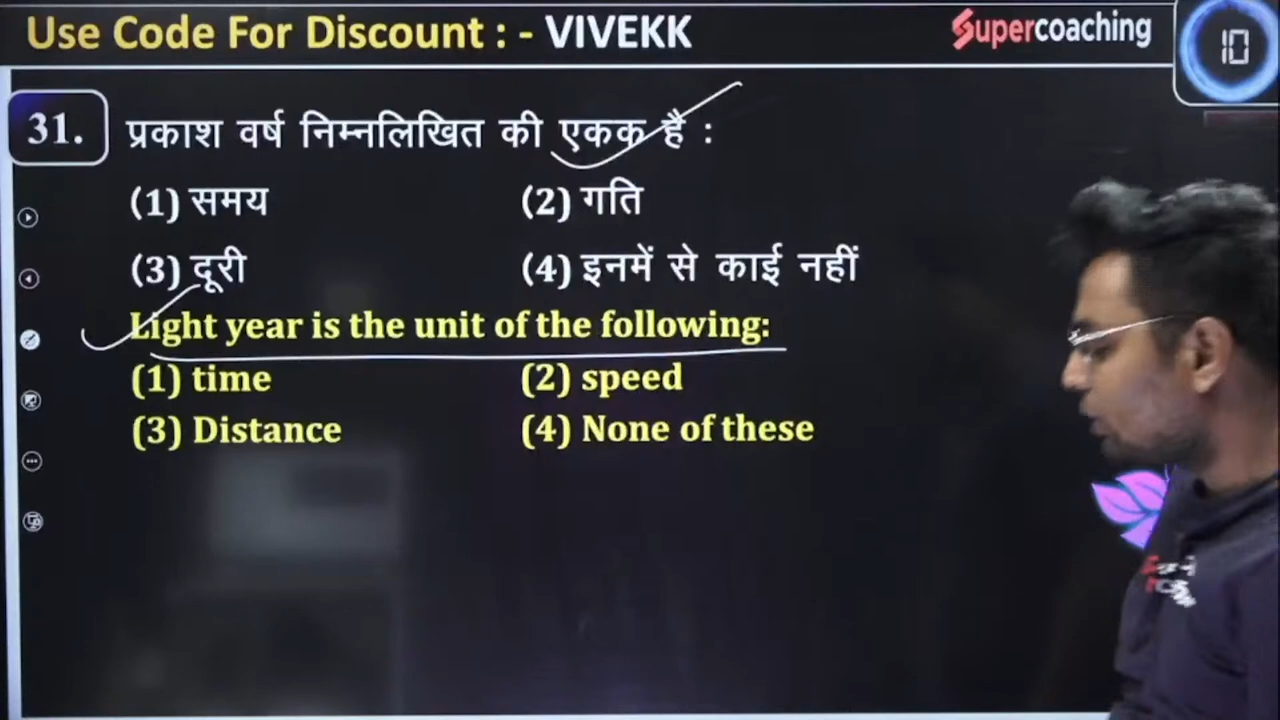 Use Code For Discount : - VIVEKK
Supercoaching
10
31. प्रकाश वर्ष निम्नलिखित की एकक है :
(1) समय (2) गति
(3) दूरी (4) इनमें से काई नहीं
Light year is the unit of the following:
(1) time (2) speed
(3) Distance (4) None of these